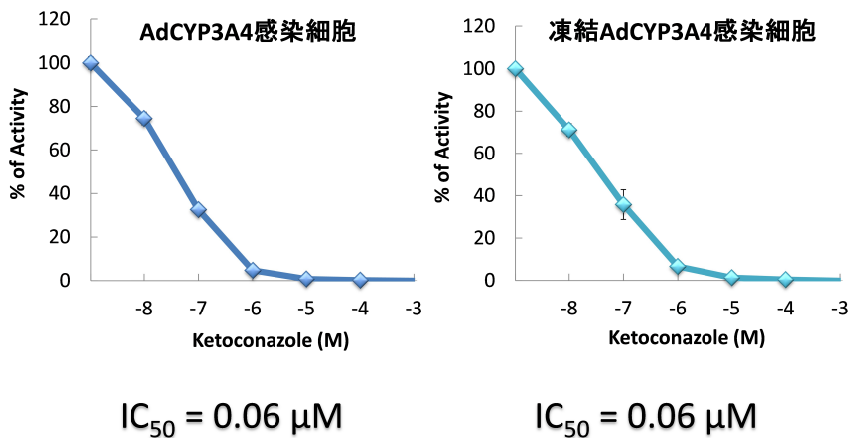 AdCYP3A4感染細胞
120
100
80
60
40
20
0
% of Activity
-8 -7 -6 -5 -4 -3
Ketoconazole (M)
IC50 = 0.06 μM
凍結AdCYP3A4感染細胞
120
100
80
60
40
20
0
% of Activity
-8 -7 -6 -5 -4 -3
Ketoconazole (M)
IC50 = 0.06 μM